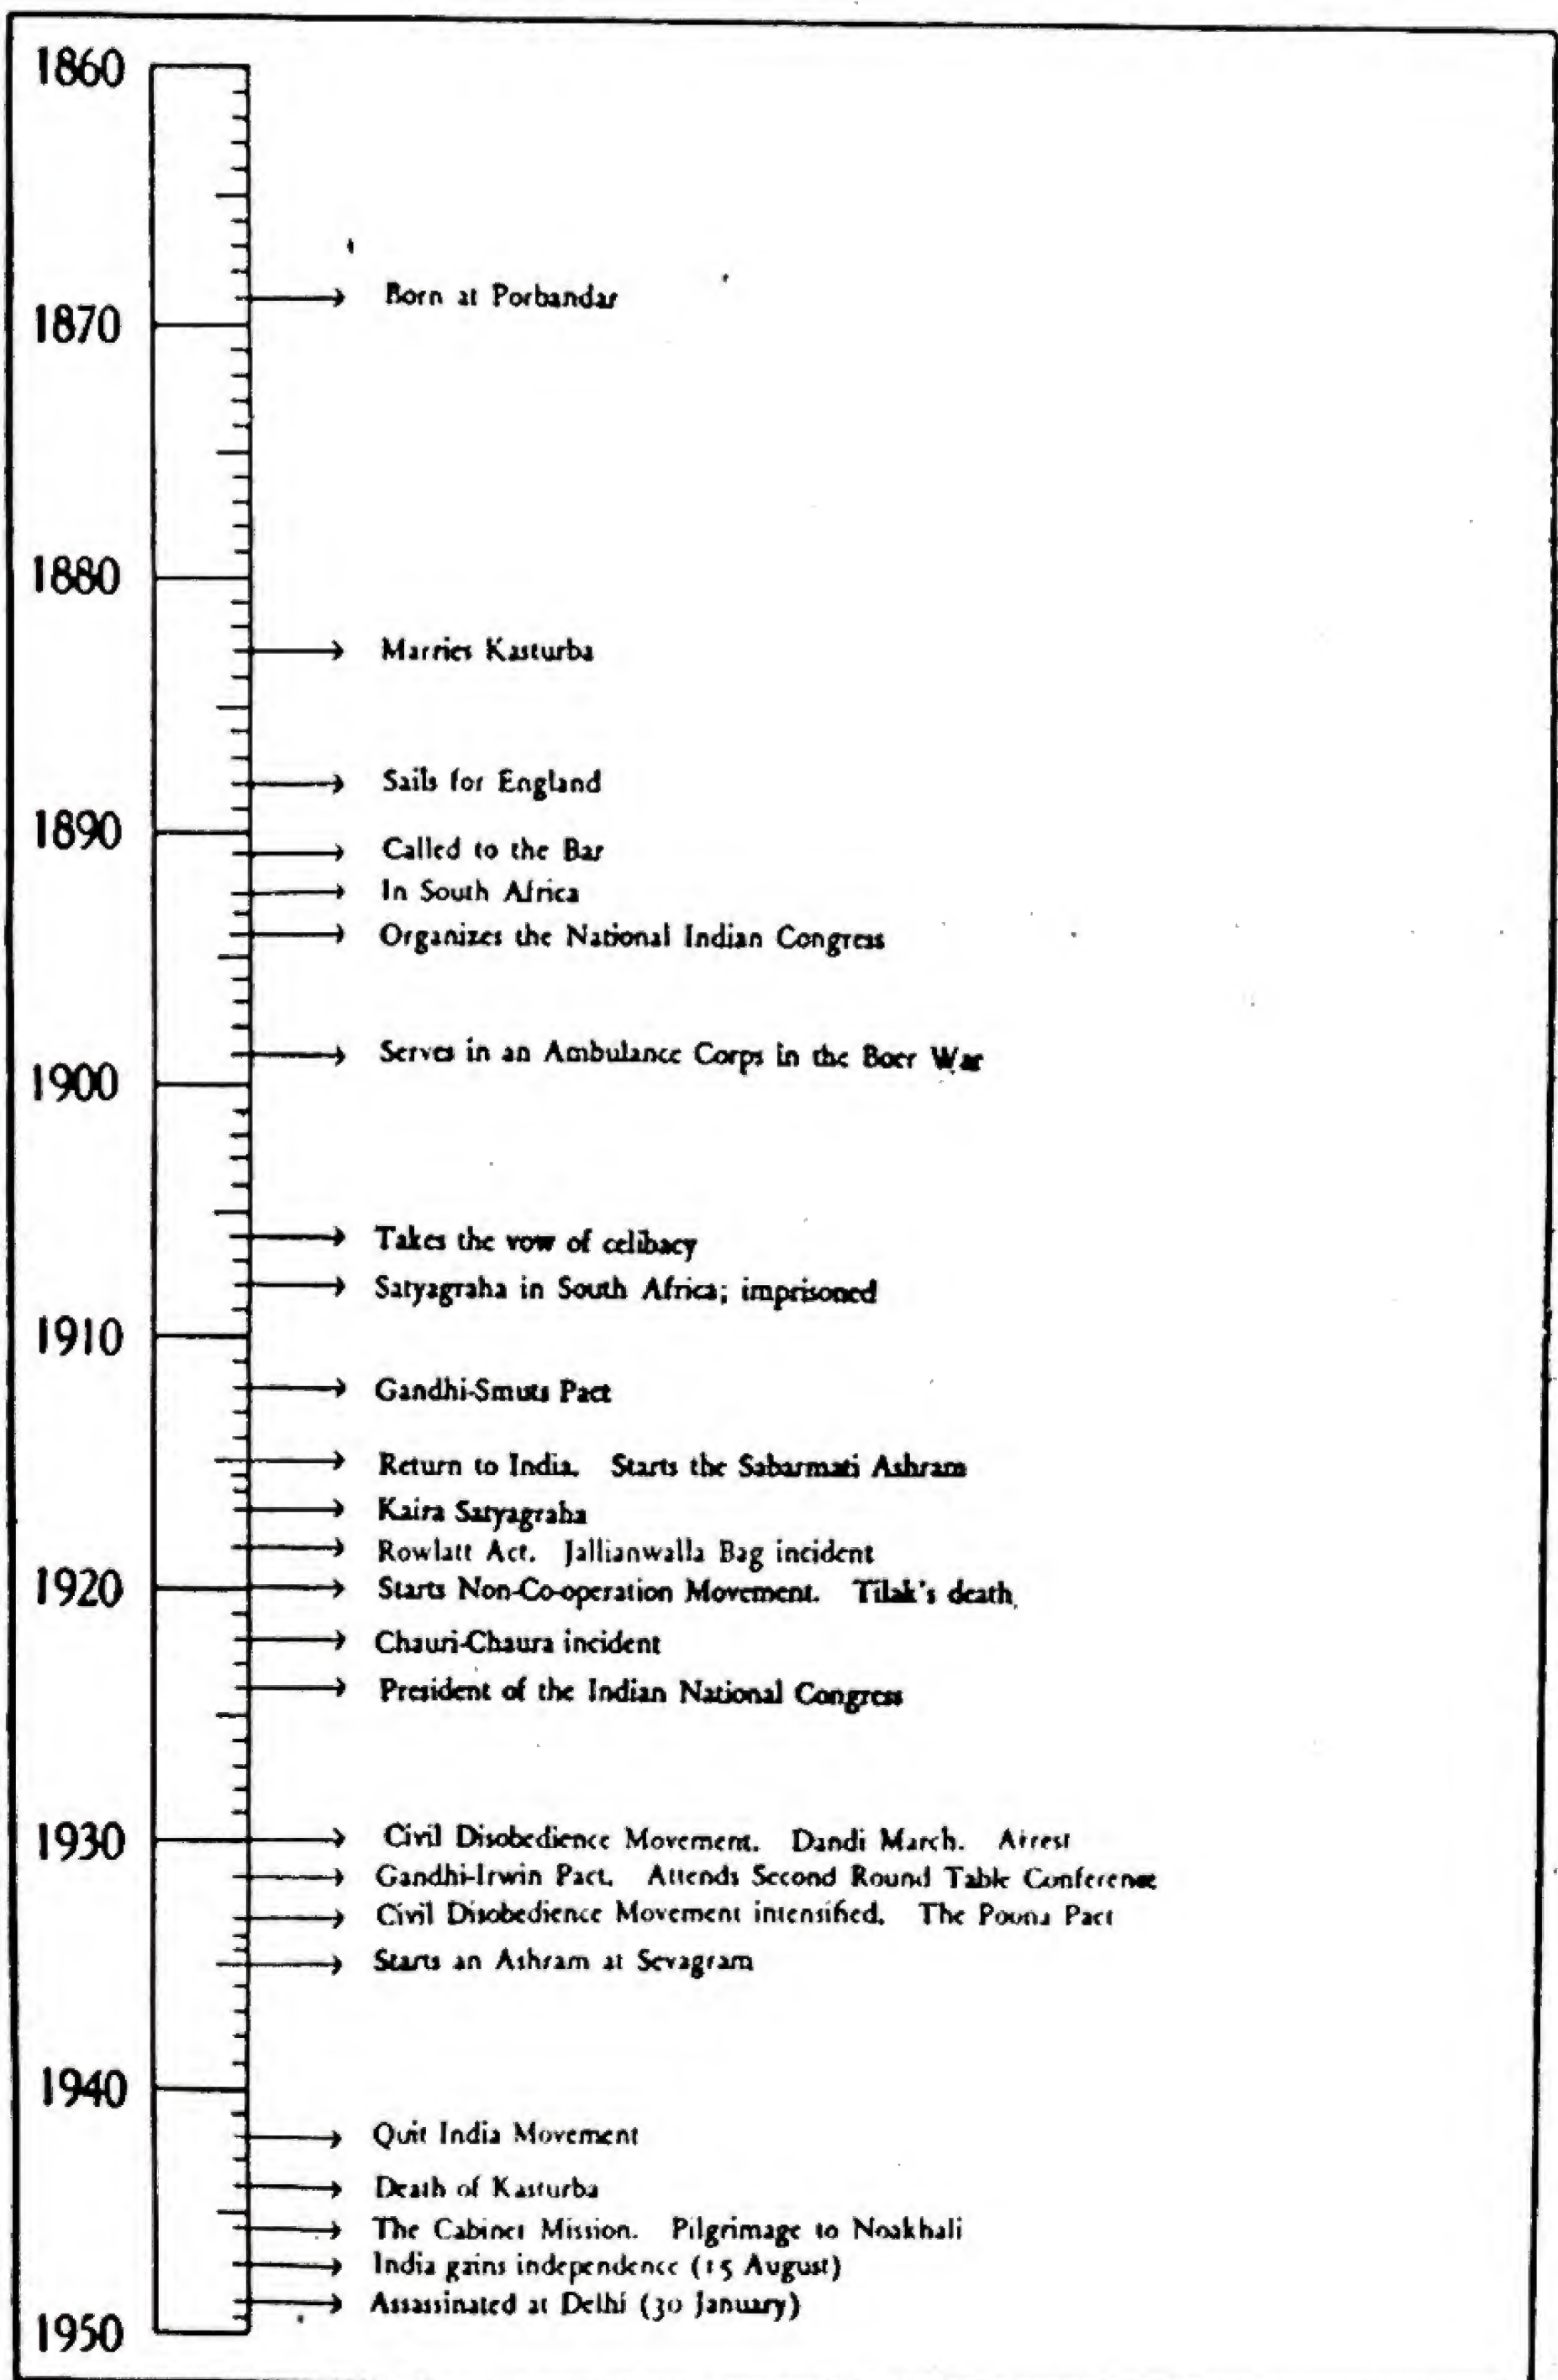 1860
Born at Porbandar
1870
1880
Marries Kasturba
Sails for England
1890
Called to the Bar
In South Africa
Organizes the National Indian Congress
Serves in an Ambulance Corps in the Boer War
1900
Takes the vow of celibacy
Satyagraha in South Africa; imprisoned
1910
Gandhi-Smuts Pact
Return to India. Starts the Sabarmati Ashram
Kaira Satyagraha
Rowlatt Act. Jallianwalla Bag incident
1920 Starts Non-Co-operation Movement. Tilak's death
Chauri-Chaura incident
President of the Indian National Congress
1930 Civil Disobedience Movement. Dandi March. Arrest
Gandhi-Irwin Pact. Attends Second Round Table Conference
Civil Disobedience Movement intensified. The Poona Pact
Starts an Ashram at Sevagram
1940
Quit India Movement
Death of Kasturba
The Cabinet Mission. Pilgrimage to Noakhali
India gains independence (15 August)
Assassinated at Delhi (30 January)
1950